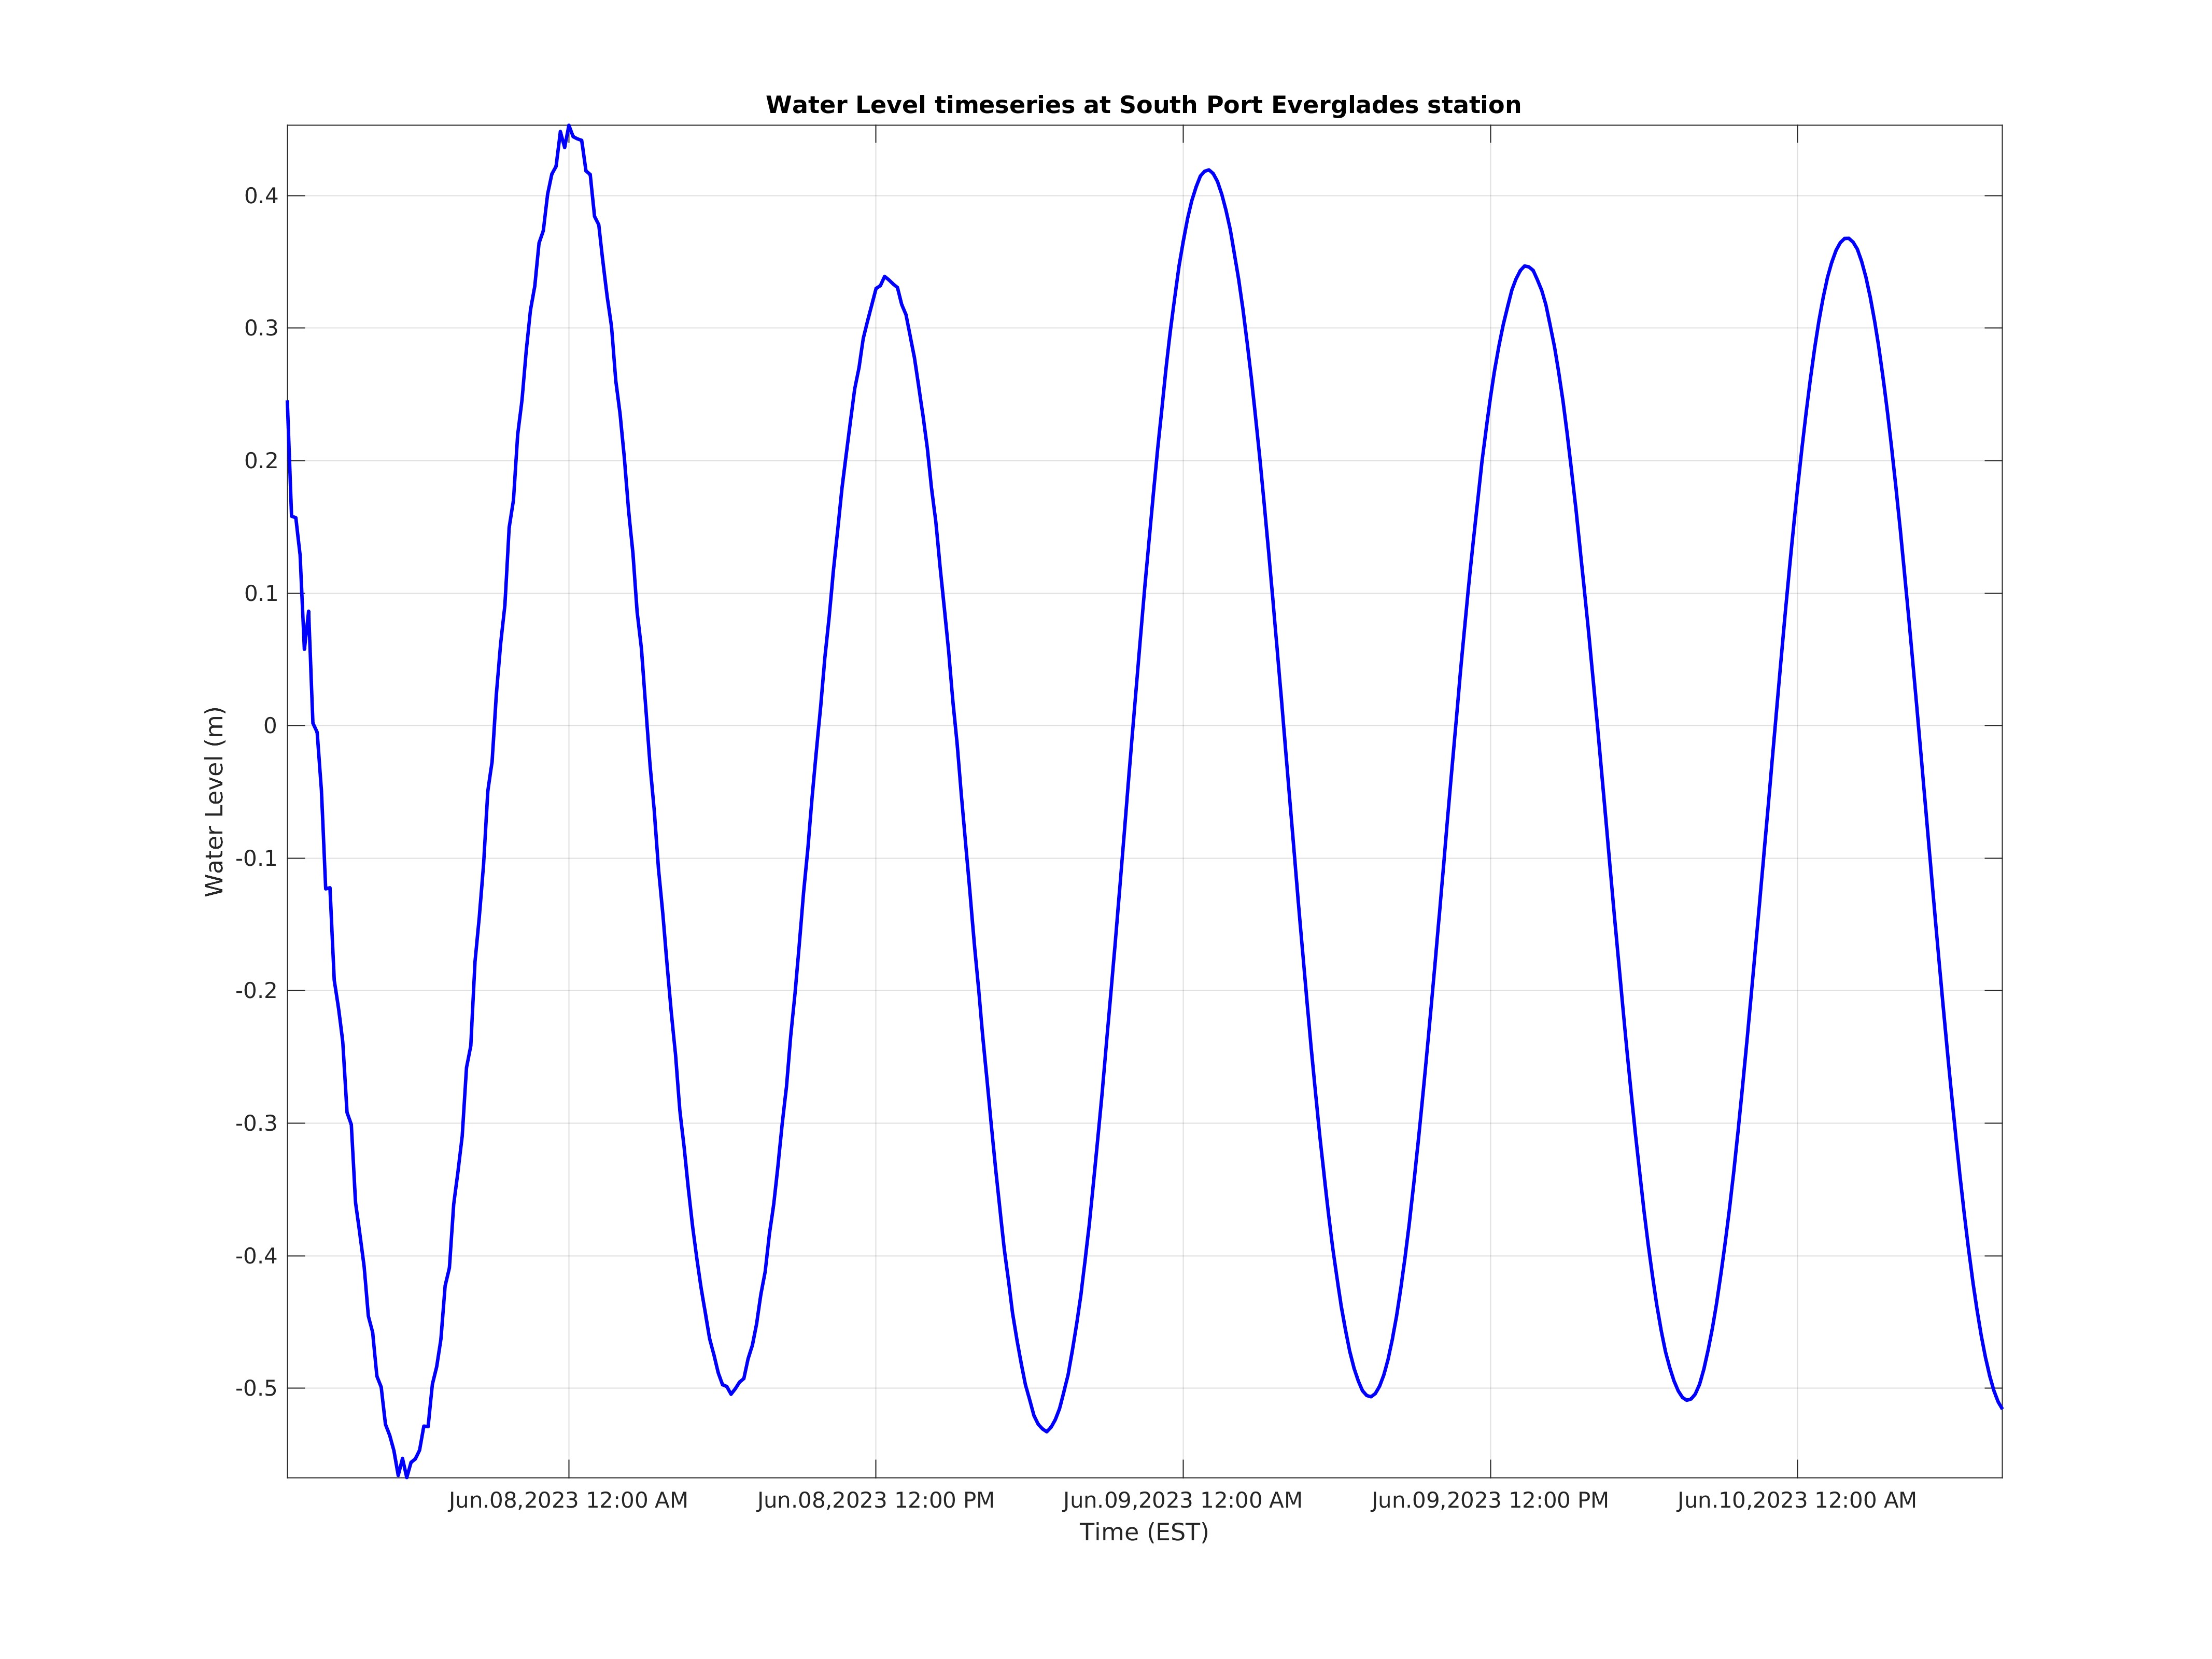 Water Level timeseries at South Port Everglades station
0.4
0.3
0.2
0.1
0
-0.1
-0.2
-0.3
-0.4
-0.5
Water Level (m)
Jun.08,2023 12:00 AM
Jun.08,2023 12:00 PM
Jun.09,2023 12:00 AM
Jun.09,2023 12:00 PM
Jun.10,2023 12:00 AM
Time (EST)